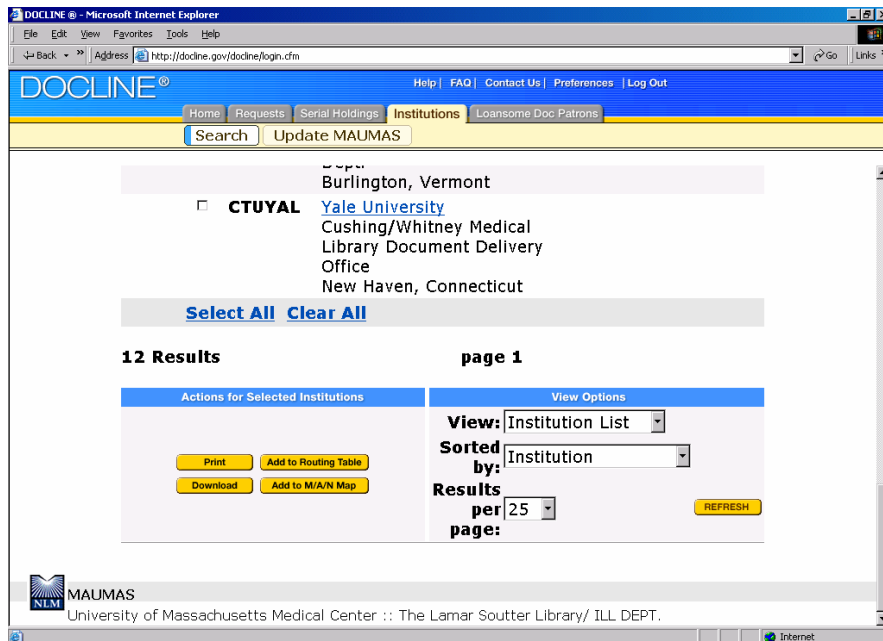 DOCLINE ® - Microsoft Internet Explorer
File Edit View Favorites Tools Help
Back » Address http://docline.gov/docline/login.cfm Go Links
DOCLINE®
Help | FAQ | Contact Us | Preferences | Log Out
Home Requests Serial Holdings Institutions Loansome Doc Patrons
Search Update MAUMAS
Burlington, Vermont
CTUYAL Yale University
Cushing/Whitney Medical
Library Document Delivery
Office
New Haven, Connecticut
Select All Clear All
12 Results page 1
Actions for Selected Institutions View Options
View: Institution List
Print Add to Routing Table
Download Add to M/A/N Map
Sorted by: Institution
Results per page: 25
REFRESH
NLM MAUMAS
University of Massachusetts Medical Center :: The Lamar Soutter Library/ ILL DEPT.
Internet